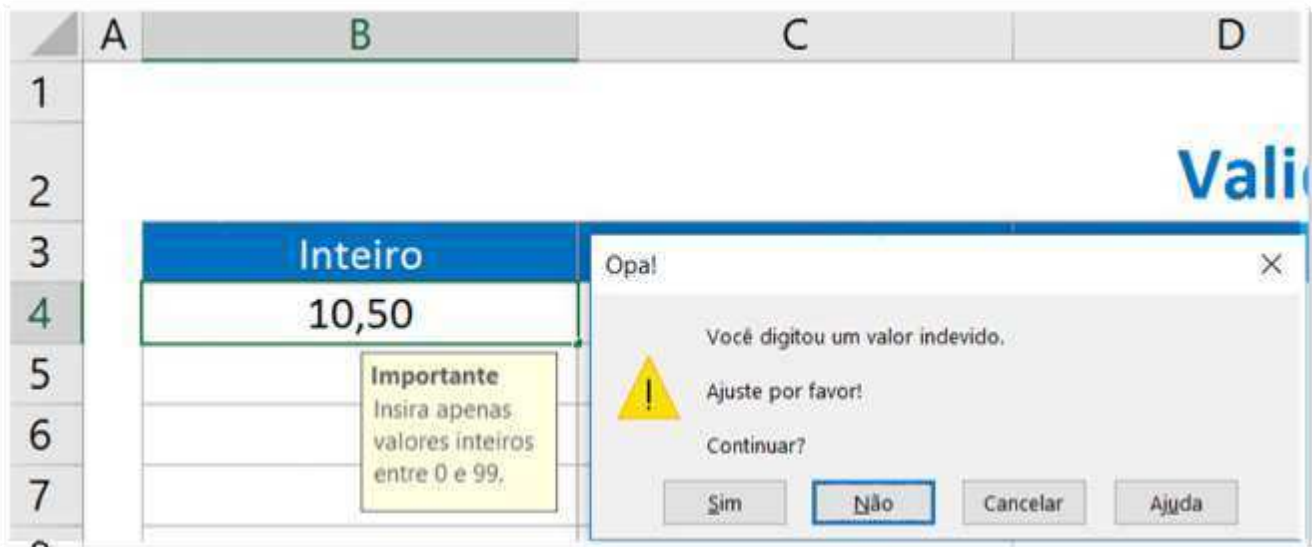 A B C D
1
2
Vali
3 Inteiro
4 10,50
5
6
7
Importante
Insira apenas
valores inteiros
entre 0 e 99.
Opa!
Você digitou um valor indevido.
Ajuste por favor!
Continuar?
Sim Não Cancelar Ajuda